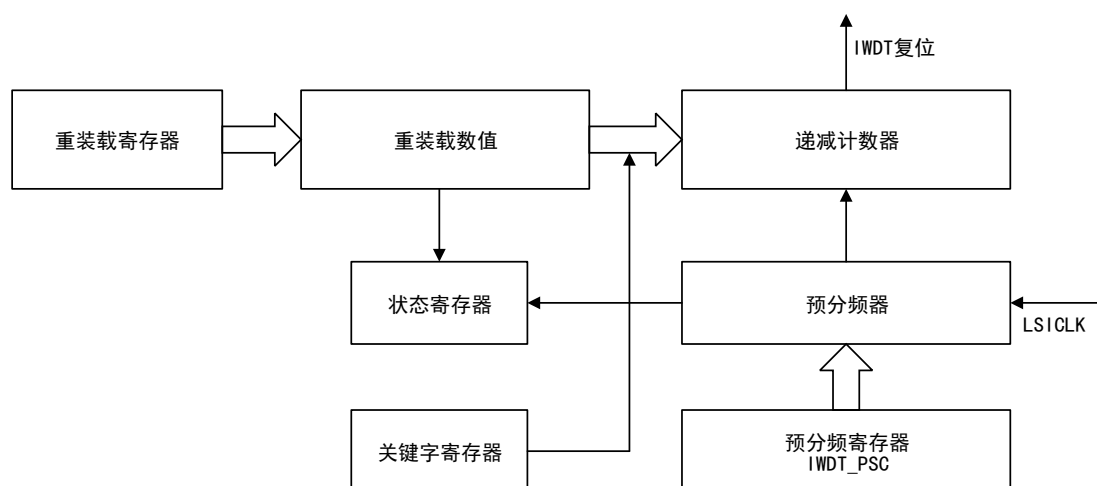 IWDT复位
重装载寄存器
重装载数值
递减计数器
状态寄存器
预分频器
LSICLK
关键字寄存器
预分频寄存器
IWDT_PSC